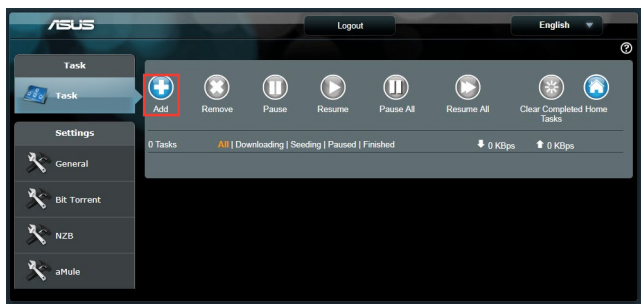 ASUS
Logout
English
Task
Task
Add
Remove
Pause
Resume
Pause All
Resume All
Clear Completed Tasks
Home
0 Tasks
All | Downloading | Seeding | Paused | Finished
0 KBps
0 KBps
Settings
General
Bit Torrent
NZB
aMule